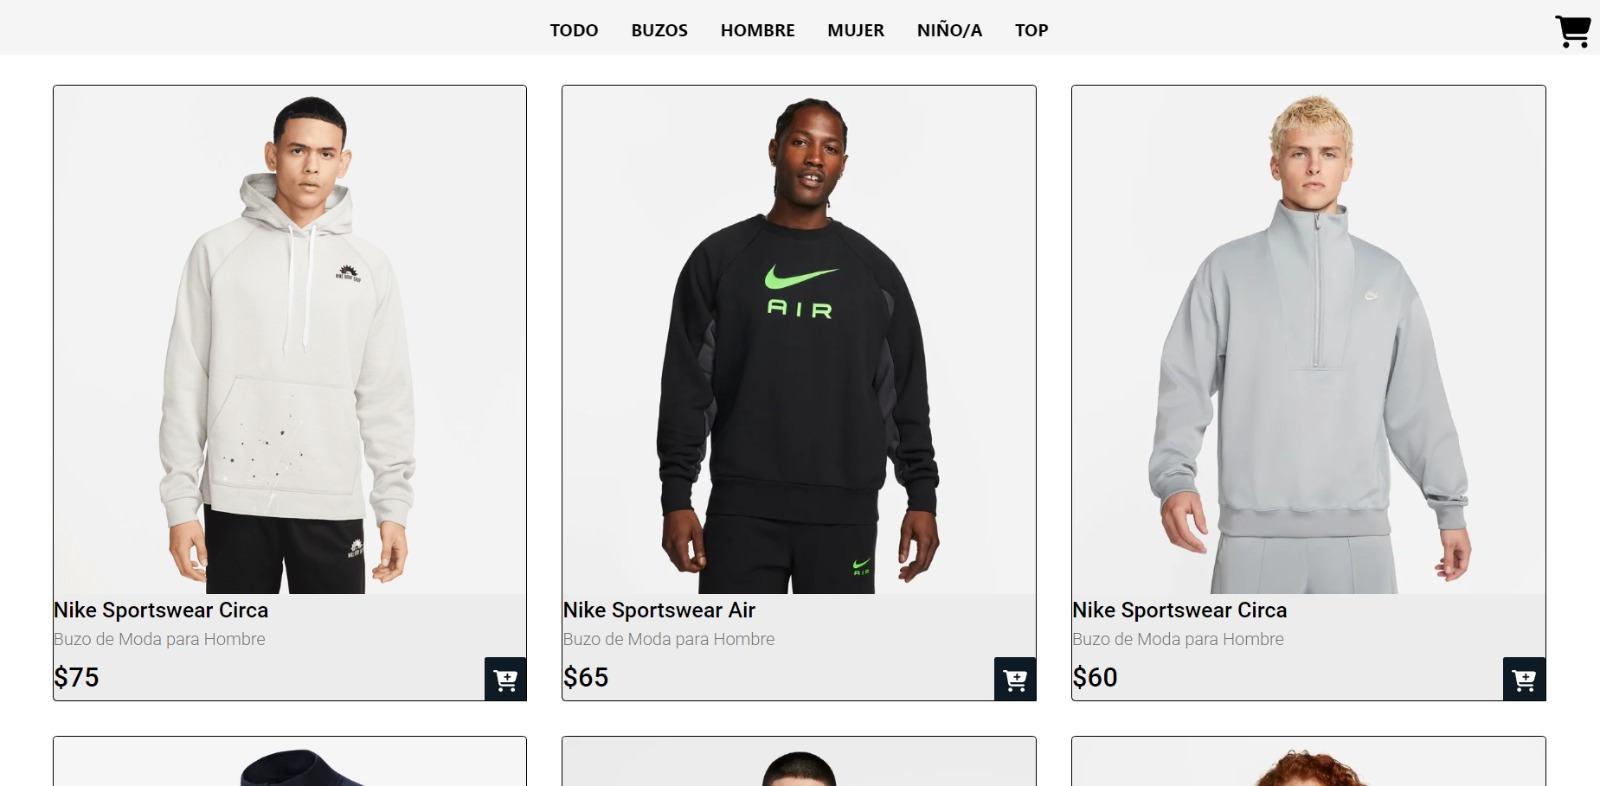 TODO BUZOS HOMBRE MUJER NIÑO/A TOP
AIR
AIR
Nike Sportswear Circa
Buzo de Moda para Hombre
$75
Nike Sportswear Air
Buzo de Moda para Hombre
$65
Nike Sportswear Circa
Buzo de Moda para Hombre
$60